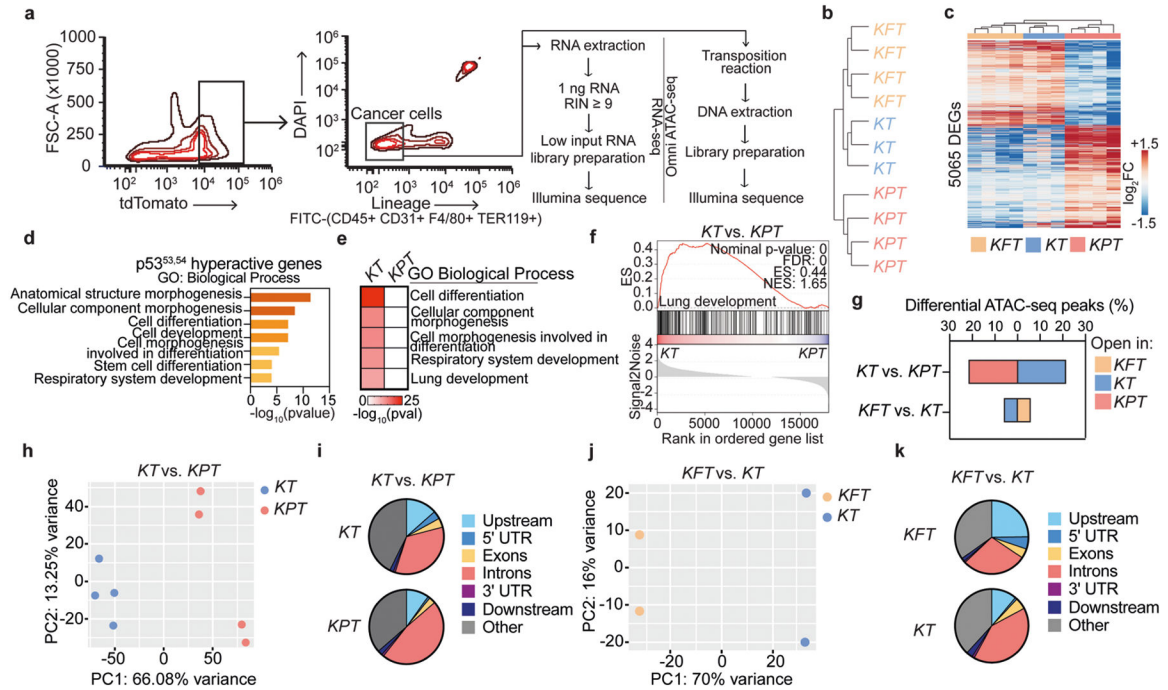 a
FSC-A (x1000)
1000
750
500
250
0
10² 10³ 10⁴ 10⁵ 10⁶
tdTomato
DAPI
10⁶
10⁵
10⁴
10³
10²
Cancer cells
10² 10³ 10⁴ 10⁵ 10⁶
Lineage
FITC-(CD45+ CD31+ F4/80+ TER119+)
RNA extraction
1 ng RNA
RIN ≥ 9
Low input RNA
library preparation
Illumina sequence
RNA-seq
Omni ATAC-seq
Transposition
reaction
DNA extraction
Library preparation
Illumina sequence
b
KFT
KFT
KFT
KFT
KT
KT
KT
KPT
KPT
KPT
KPT
c
5065 DEGs
+1.5
log₂FC
-1.5
KFT KT KPT
d
p53⁵³,⁵⁴ hyperactive genes
GO: Biological Process
Anatomical structure morphogenesis
Cellular component morphogenesis
Cell differentiation
Cell development
Cell morphogenesis
involved in differentiation
Stem cell differentiation
Respiratory system development
0 5 10 15
-log₁₀(pvalue)
e
KT KPT
GO Biological Process
Cell differentiation
Cellular component
morphogenesis
Cell morphogenesis involved in
differentiation
Respiratory system development
Lung development
0 25
-log₁₀(pval)
f
KT vs. KPT
Nominal p-value: 0
FDR: 0
ES: 0.44
NES: 1.65
ES
0.4
0.3
0.2
0.1
0.0
Lung development
KT KPT
Signal2Noise
4
2
0
-2
-4
0 5000 10000 15000
Rank in ordered gene list
g
Differential ATAC-seq peaks (%)
30 20 10 0 10 20 30
KT vs. KPT
KFT vs. KT
Open in:
KFT
KT
KPT
h
KT vs. KPT
PC2: 13.25% variance
40
20
0
-20
-50 0 50
PC1: 66.08% variance
KT
KPT
i
KT vs. KPT
KT
KPT
Upstream
5' UTR
Exons
Introns
3' UTR
Downstream
Other
j
KFT vs. KT
PC2: 16% variance
20
10
0
-10
-20
-20 0 20
PC1: 70% variance
KFT
KT
k
KFT vs. KT
KFT
KT
Upstream
5' UTR
Exons
Introns
3' UTR
Downstream
Other